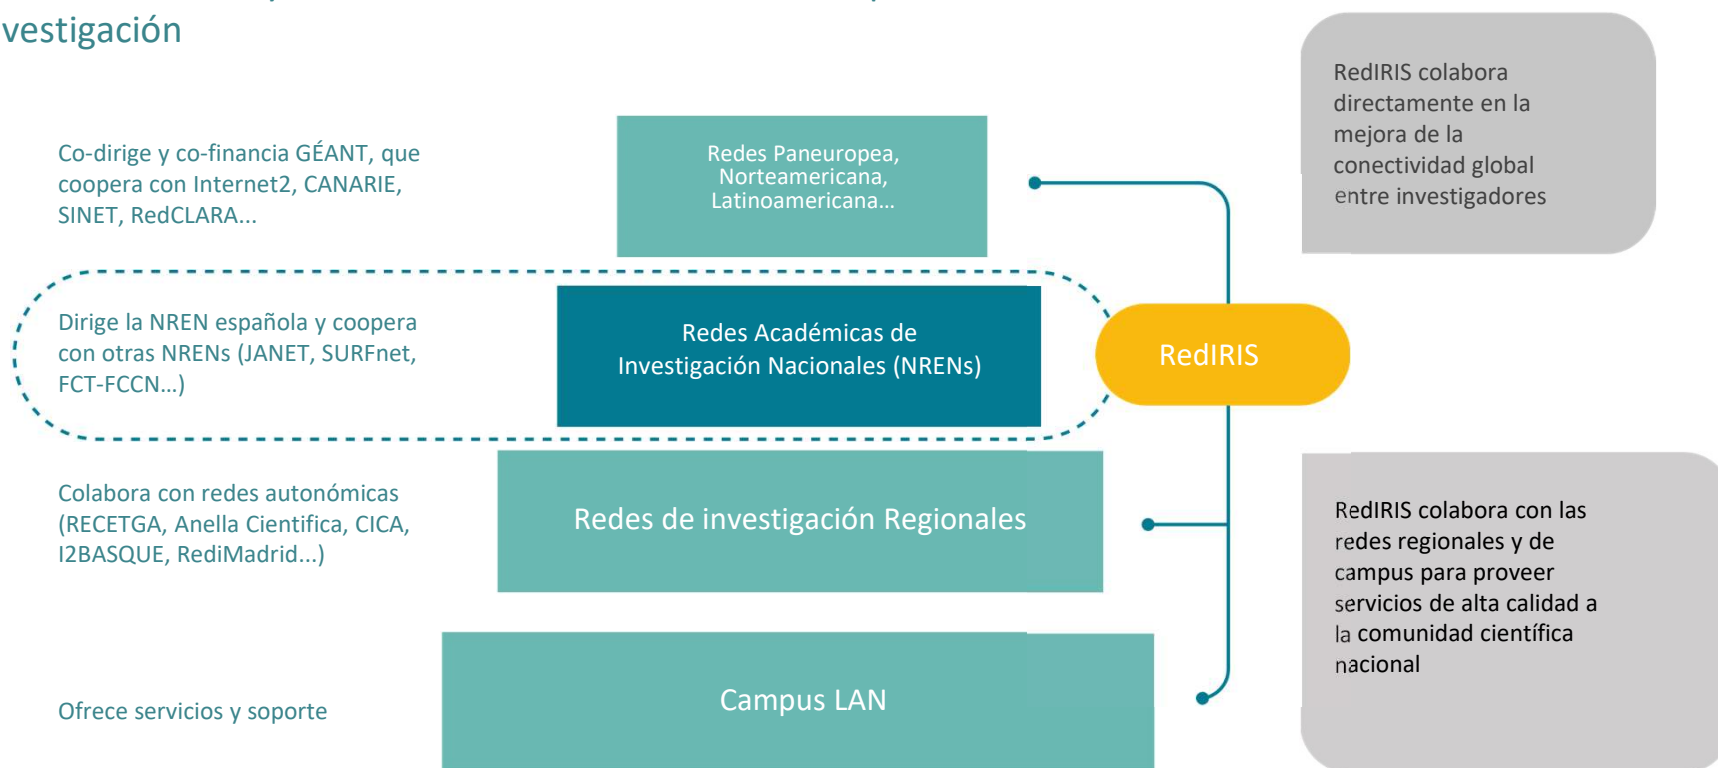 vestigación
RedIRIS colabora
directamente en la
mejora de la
conectividad global
entre investigadores
Co-dirige y co-financia GÉANT, que
coopera con Internet2, CANARIE,
SINET, RedCLARA...
Redes Paneuropea,
Norteamericana,
Latinoamericana...
Dirige la NREN española y coopera
con otras NRENs (JANET, SURFnet,
FCT-FCCN...)
Redes Académicas de
Investigación Nacionales (NRENs)
RedIRIS
Colabora con redes autonómicas
(RECETGA, Anella Cientifica, CICA,
I2BASQUE, RediMadrid...)
Redes de investigación Regionales
RedIRIS colabora con las
redes regionales y de
campus para proveer
servicios de alta calidad a
la comunidad científica
nacional
Ofrece servicios y soporte
Campus LAN